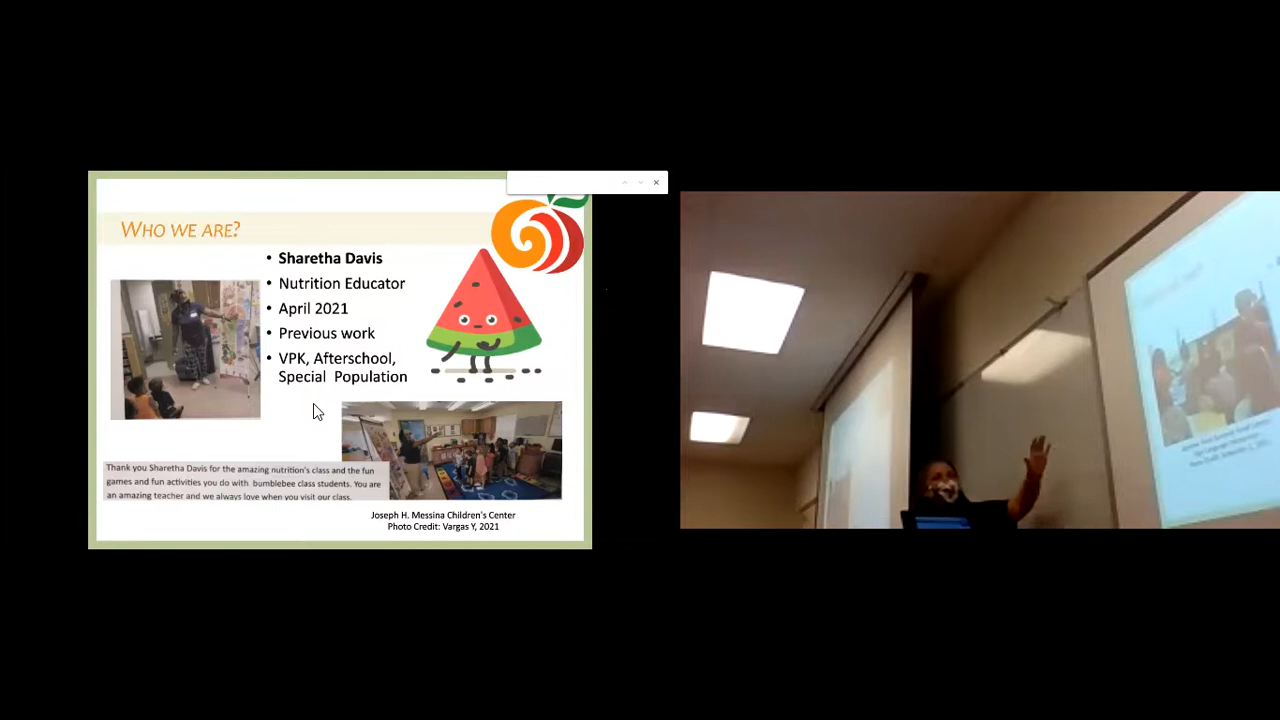 WHO WE ARE?
• Sharetha Davis
• Nutrition Educator
• April 2021
• Previous work
• VPK, Afterschool,
Special Population
Thank you Sharetha Davis for the amazing nutrition's class and the fun
games and fun activities you do with bumblebee class students. You are
an amazing teacher and we always love when you visit our class.
Joseph H. Messina Children's Center
Photo Credit: Vargas Y, 2021